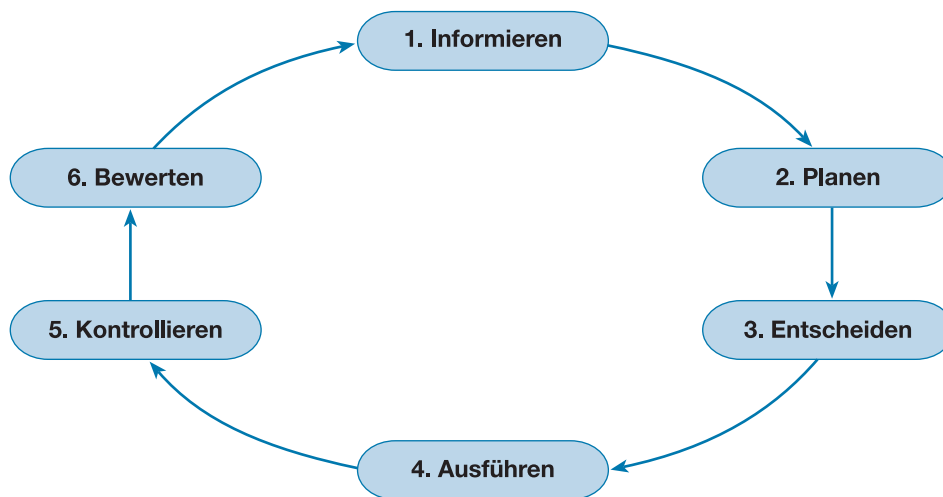 1. Informieren
2. Planen
3. Entscheiden
4. Ausführen
5. Kontrollieren
6. Bewerten